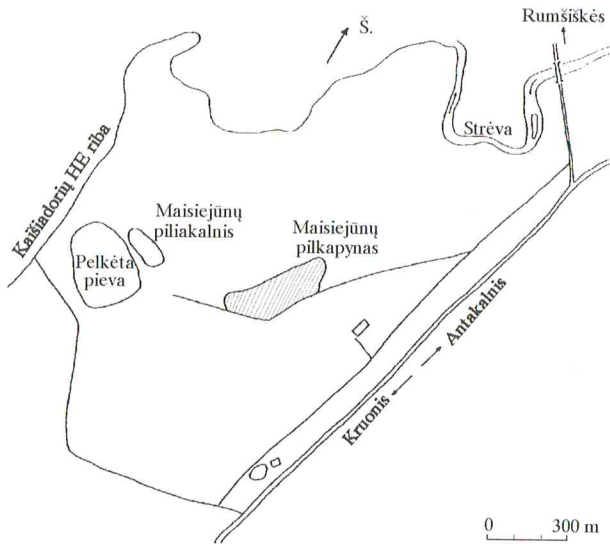 Rumšiškės
Š.
Strėva
Kaišiadorių HE riba
Maisiejūnų
piliakalnis
Maisiejūnų
pilkapynas
Pelkėta
pieva
Antakalnis
Kruonis
0 300 m